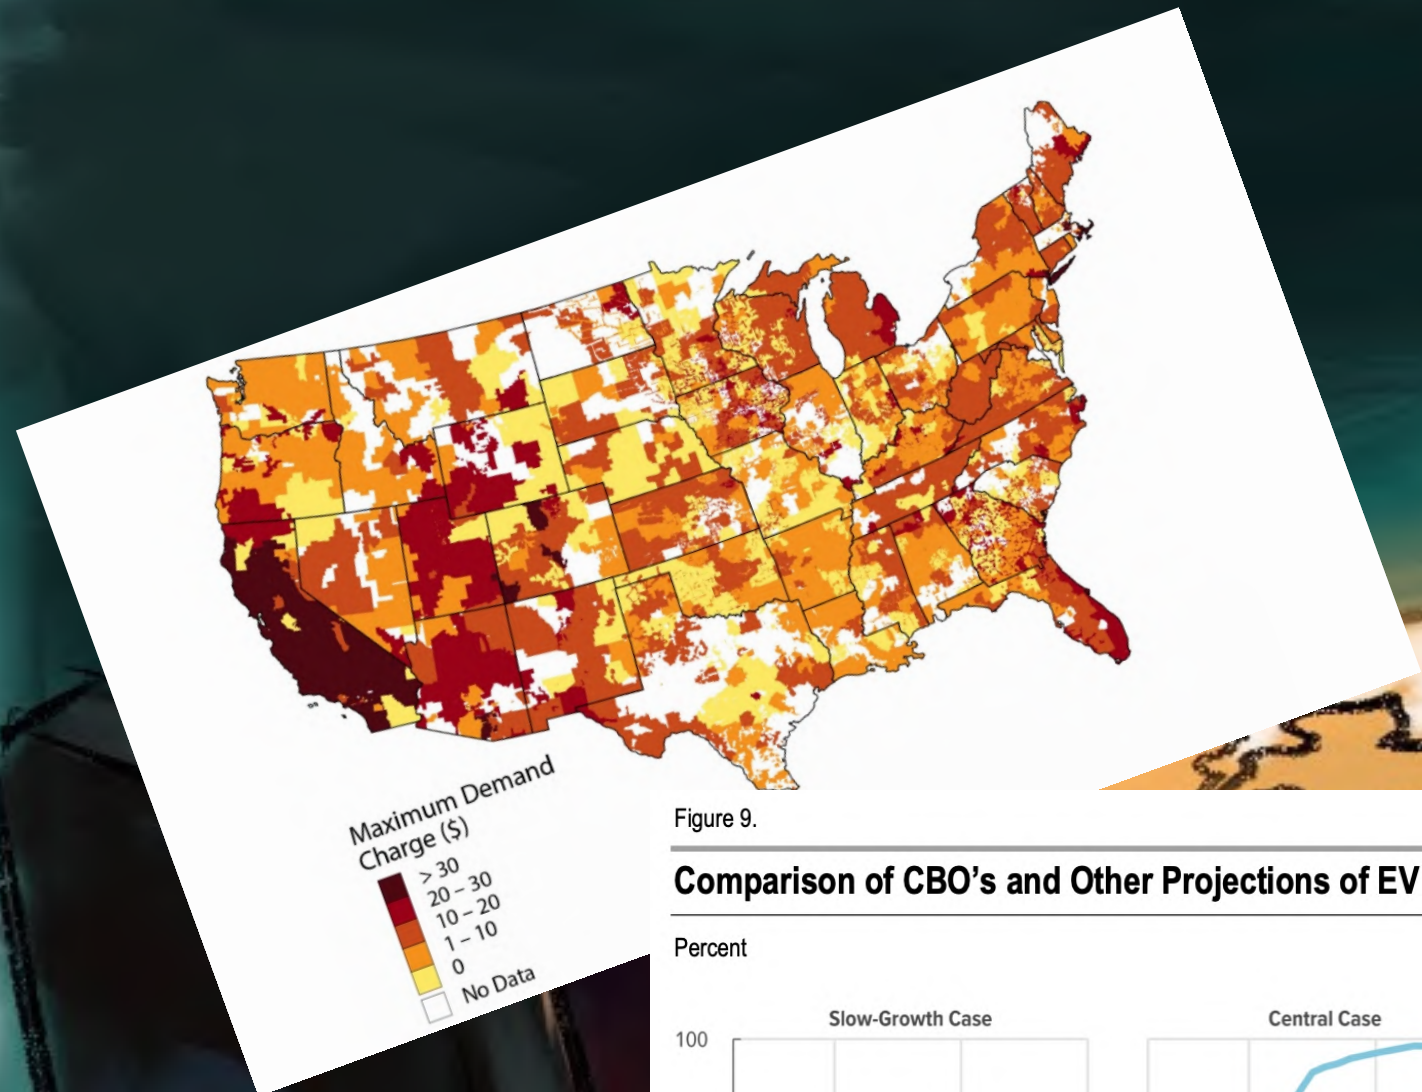 Maximum Demand
Charge ($)
> 30
20 – 30
10 – 20
1 – 10
0
No Data
Figure 9.
Comparison of CBO’s and Other Projections of EV
Percent
Slow-Growth Case
Central Case
100